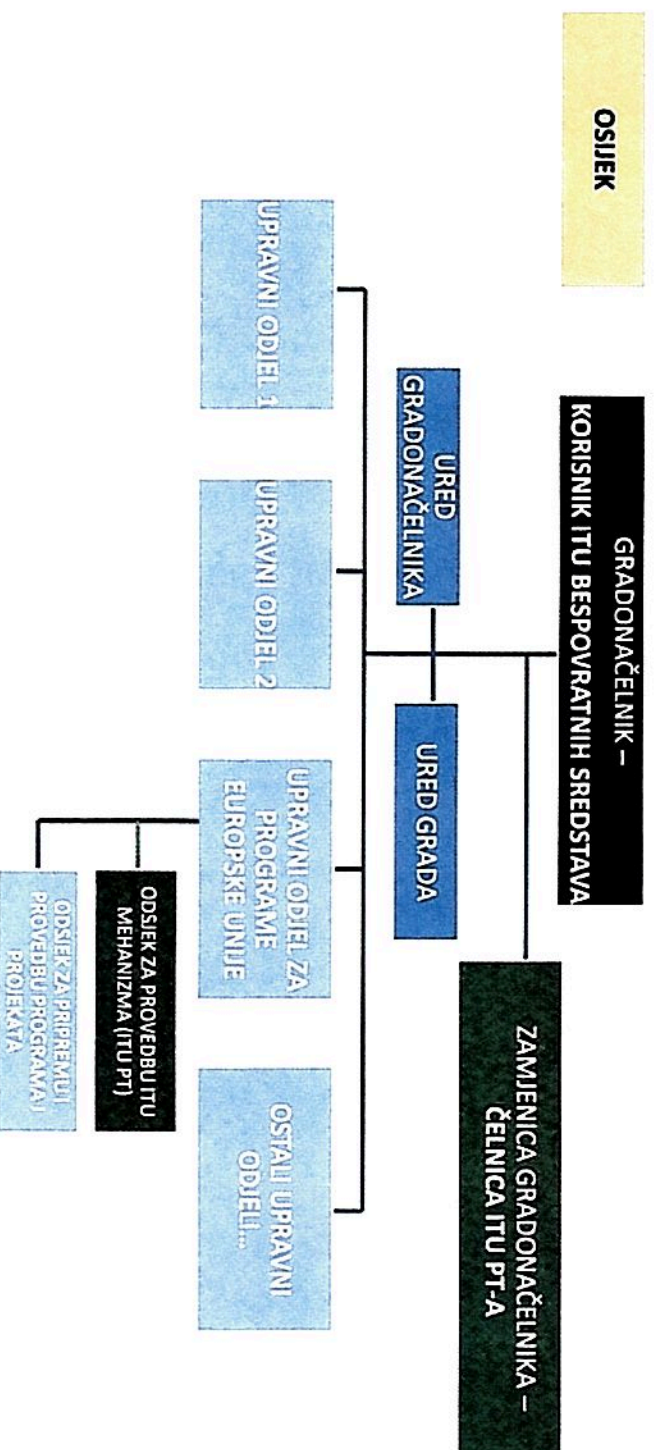 OSIJEK
GRADONAČELNIK –
KORISNIK ITU BESPOVRATNIH SREDSTAVA
ZAMJENICA GRADONAČELNIKA –
ČELNICA ITU PT-A
URED
GRADONAČELNIKA
URED GRADA
UPRAVNI ODJEL 1
UPRAVNI ODJEL 2
UPRAVNI ODJEL ZA
PROGRAME
EUROPSKE UNIJE
OSTALI UPRAVNI
ODJELI...
ODSJEK ZA PROVEDBU ITU
MEHANIZMA (ITU PT)
ODSJEK ZA PRIPREMU I
PROVEDBU PROGRAMA I
PROJEKATA